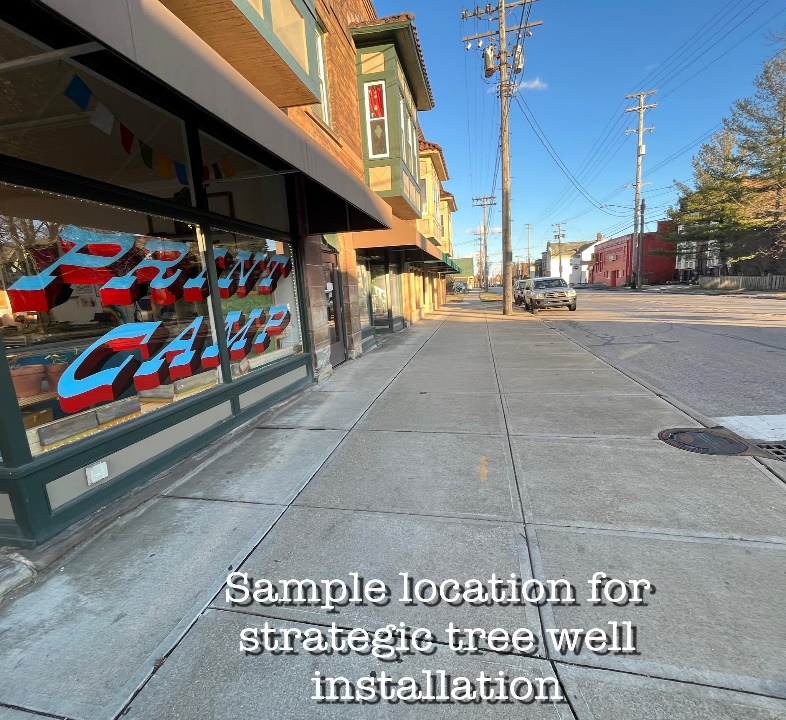 PRINT
CAMP
Sample location for
strategic tree well
installation